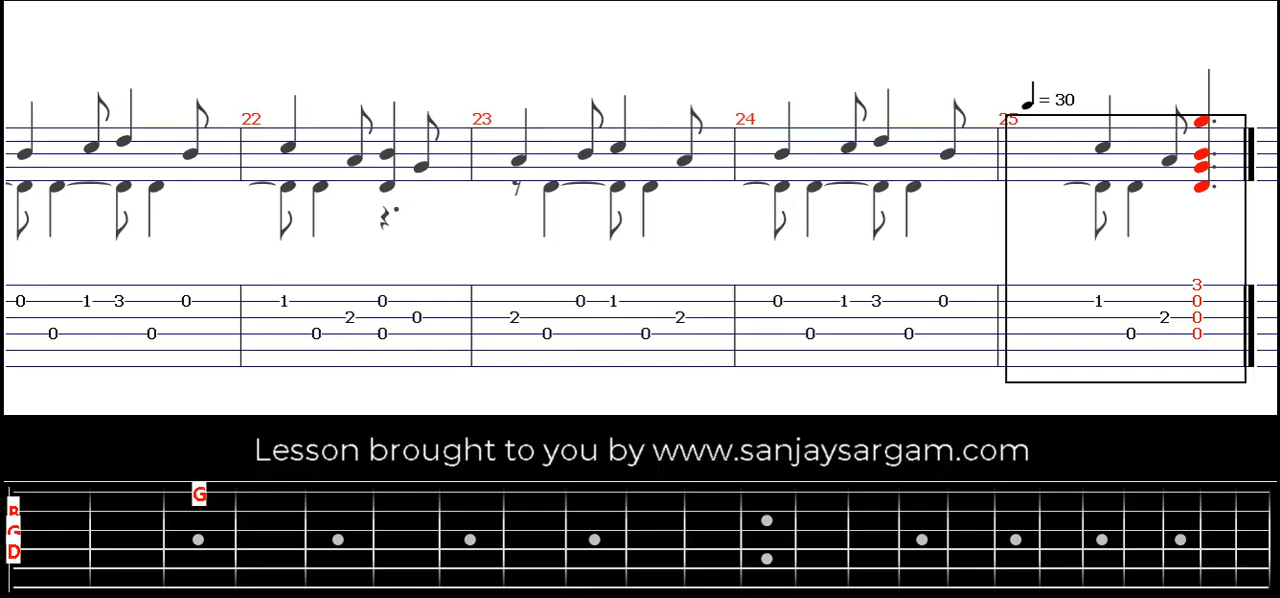 22 23 24 25 = 30
3
0 1 3 0 1 0 0 1 0 1 3 0 1 0
2 0 2 2 2 0
0 0 0 0 0 0 0 0 0 0
Lesson brought to you by www.sanjaysargam.com
G
B
G
D